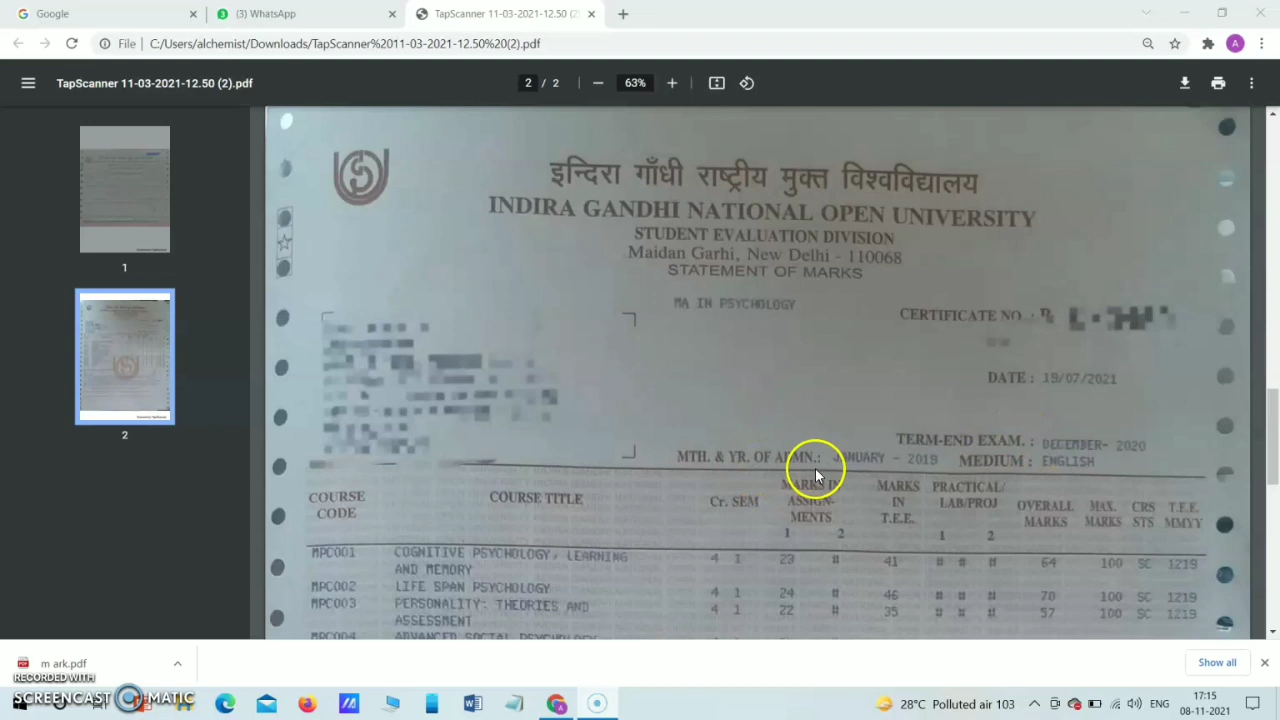 Google
(3) WhatsApp
TapScanner 11-03-2021-12.50 (2)
File
C:/Users/alchemist/Downloads/TapScanner%2011-03-2021-12.50%20(2).pdf
A
TapScanner 11-03-2021-12.50 (2).pdf
2 / 2
63%
1
2
इन्दिरा गाँधी राष्ट्रीय मुक्त विश्वविद्यालय
INDIRA GANDHI NATIONAL OPEN UNIVERSITY
STUDENT EVALUATION DIVISION
Maidan Garhi, New Delhi - 110068
STATEMENT OF MARKS
MA IN PSYCHOLOGY
CERTIFICATE NO. :
DATE : 19/07/2021
TERM-END EXAM. : DECEMBER- 2020
MTH. & YR. OF ADMN.: JANUARY - 2019 MEDIUM : ENGLISH
COURSE CODE COURSE TITLE Cr. SEM MARKS IN ASSIGN-MENTS 1 2 MARKS IN T.E.E. PRACTICAL/ LAB/PROJ 1 2 OVERALL MARKS MAX. MARKS CRS STS T.E.E. MMYY
MPC001 COGNITIVE PSYCHOLOGY, LEARNING 4 1 23 # 41 # # # 64 100 SC 1219
AND MEMORY
MPC002 LIFE SPAN PSYCHOLOGY 4 1 24 # 46 # # # 70 100 SC 1219
MPC003 PERSONALITY: THEORIES AND 4 1 22 # 35 # # # 57 100 SC 1219
ASSESSMENT
MPC004 ADVANCED SOCIAL PSYCHOLOGY
m ark.pdf
Show all
RECORDED WITH
SCREENCAST MATIC
28°C Polluted air 103
ENG
17:15
08-11-2021